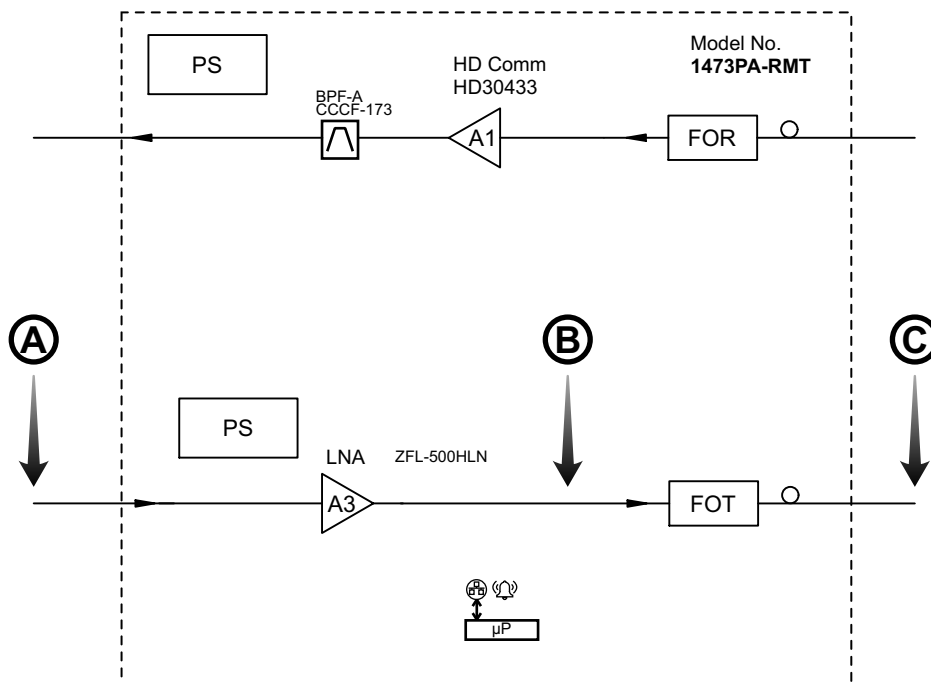 PS
Model No.
1473PA-RMT
HD Comm
HD30433
BPF-A
CCCF-173
A1
FOR
A
B
C
PS
LNA
ZFL-500HLN
A3
FOT
µP